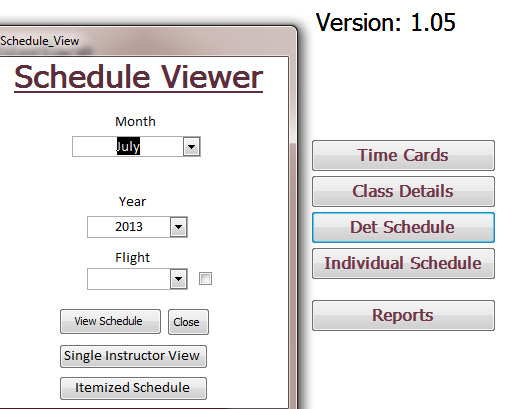 Version: 1.05
Schedule_View
Schedule Viewer
Month
July
Year
2013
Flight
View Schedule
Close
Single Instructor View
Itemized Schedule
Time Cards
Class Details
Det Schedule
Individual Schedule
Reports